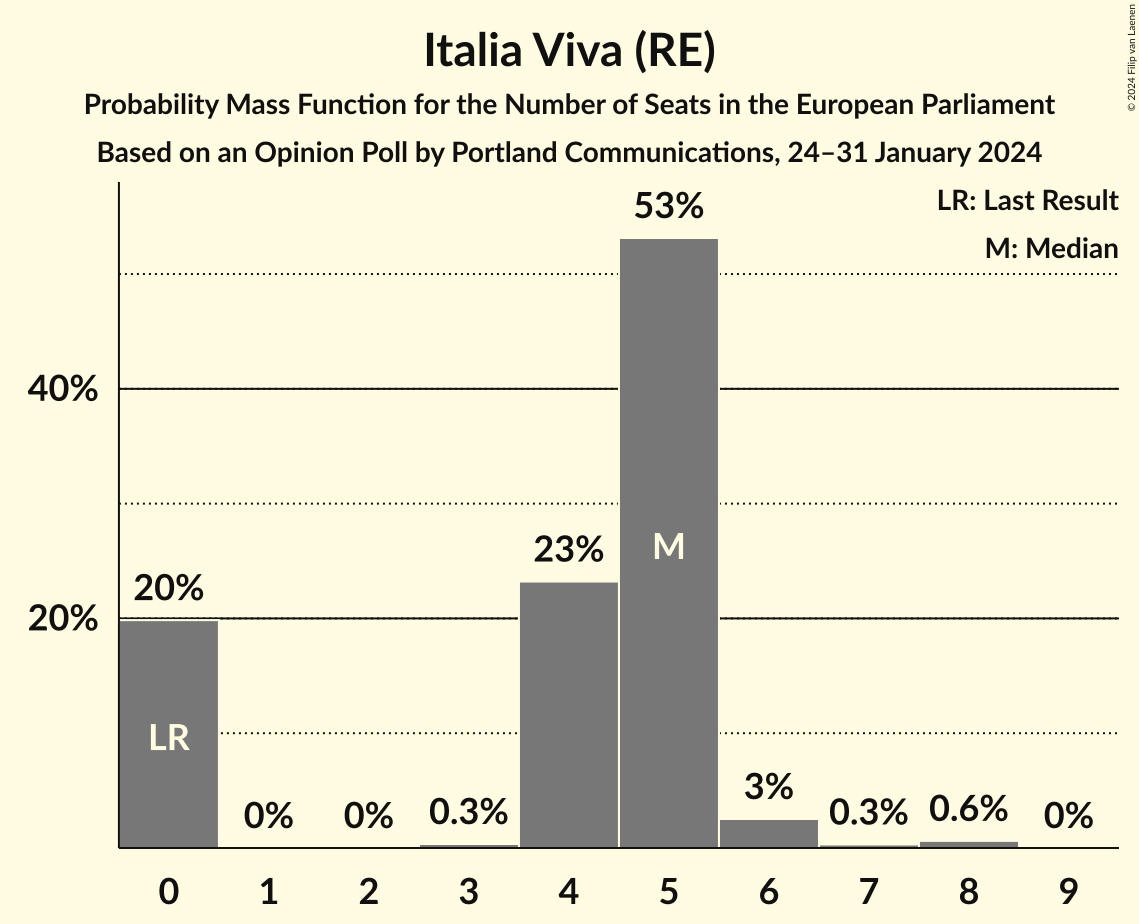 Italia Viva (RE)
Probability Mass Function for the Number of Seats in the European Parliament
Based on an Opinion Poll by Portland Communications, 24–31 January 2024
© 2024 Filip van Laenen
LR: Last Result
M: Median
53%
40%
23%
M
20%
20%
LR
0%
0%
0.3%
3%
0.3%
0.6%
0%
0 1 2 3 4 5 6 7 8 9